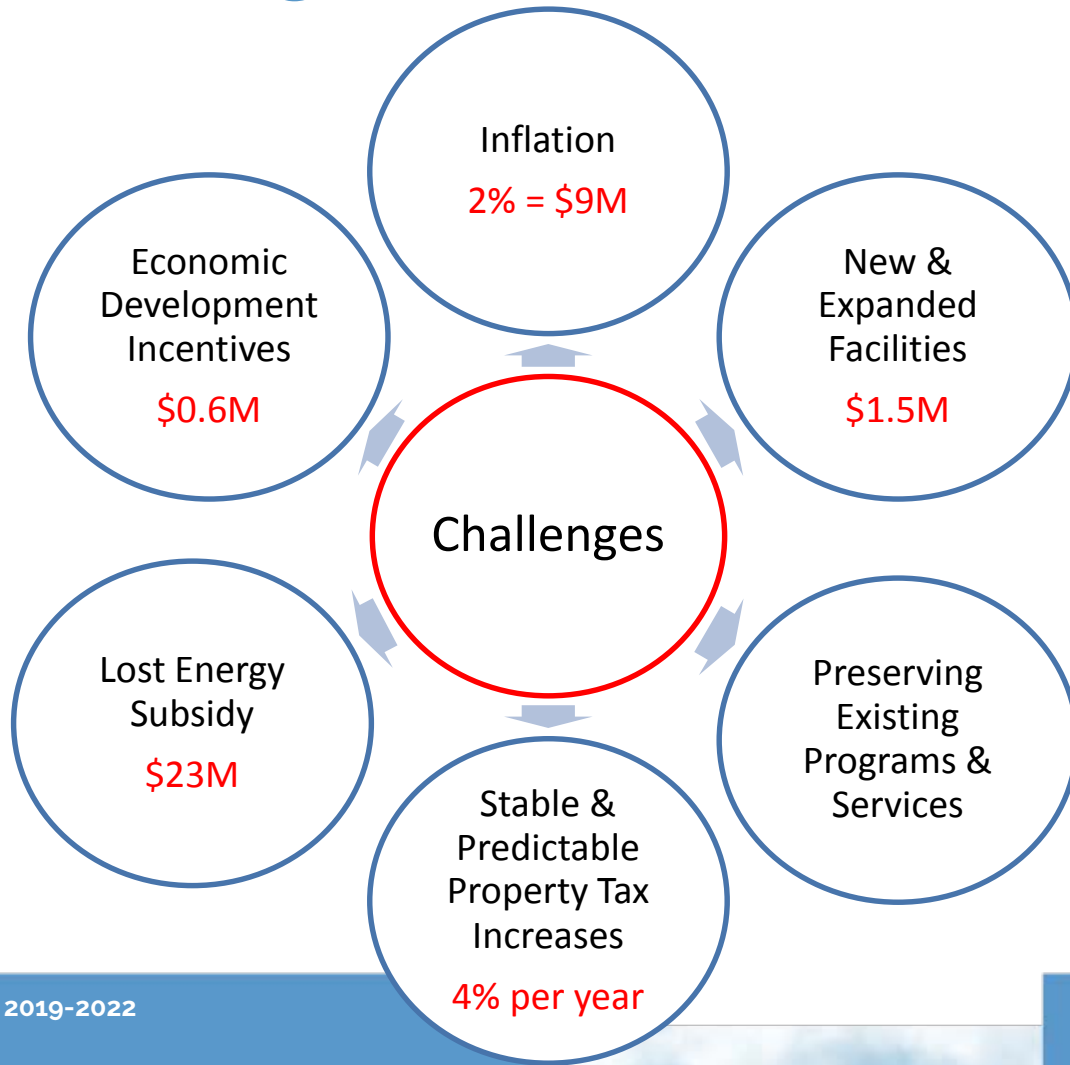 Inflation
2% = $9M
Economic
Development
Incentives
$0.6M
New &
Expanded
Facilities
$1.5M
Challenges
Lost Energy
Subsidy
$23M
Preserving
Existing
Programs &
Services
Stable &
Predictable
Property Tax
Increases
4% per year
2019-2022